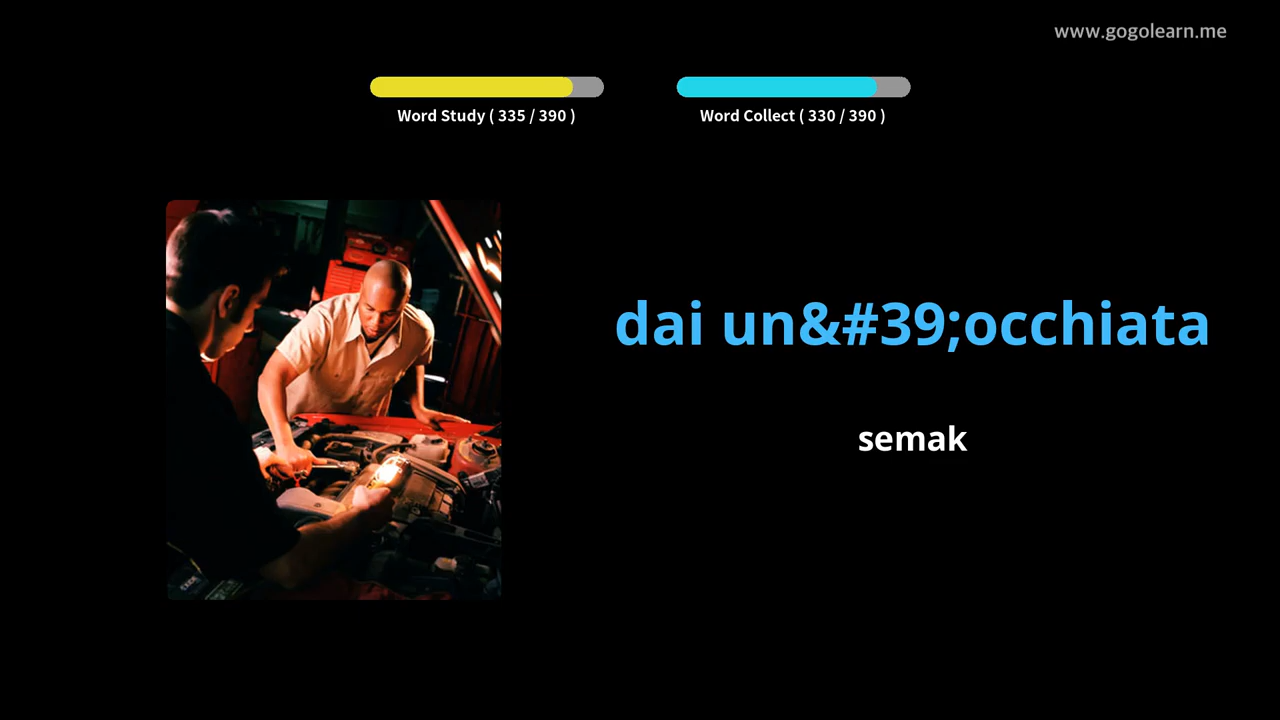 www.gogolearn.me
Word Study ( 335 / 390 )
Word Collect ( 330 / 390 )
dai un&#39;occhiata
semak